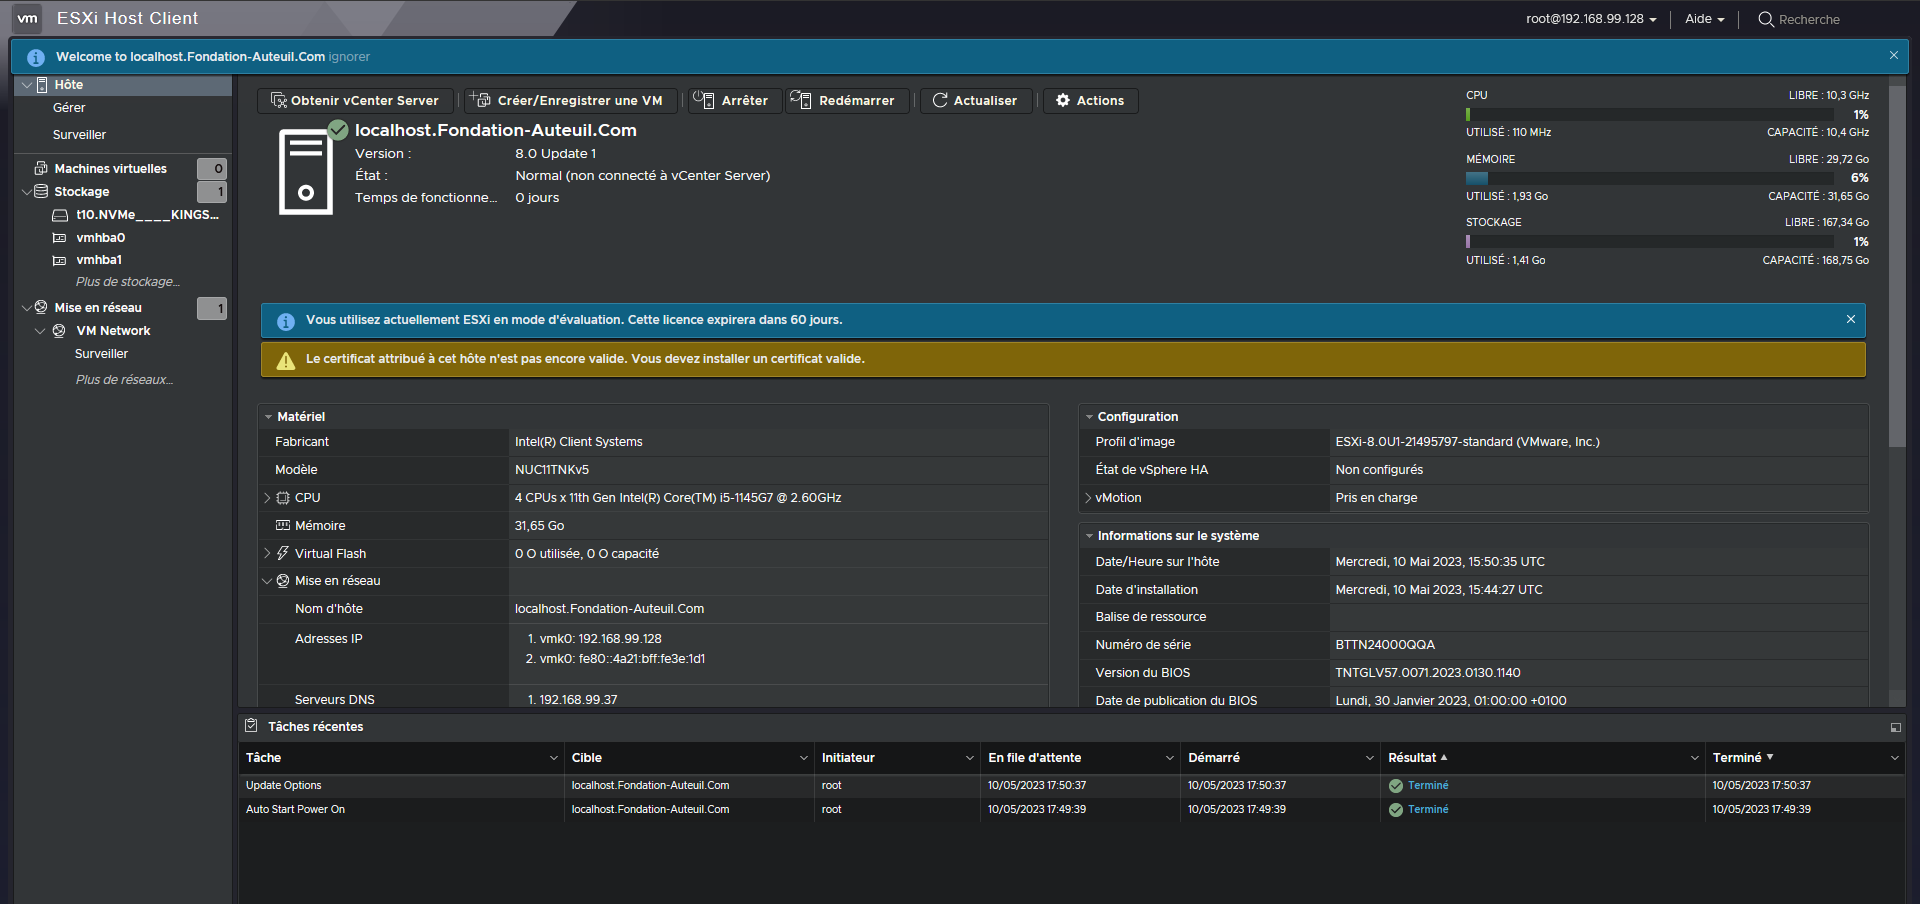 vm ESXi Host Client root@192.168.99.128 Aide Recherche
Welcome to localhost.Fondation-Auteuil.Com ignorer
Hôte
Gérer
Surveiller
Machines virtuelles 0
Stockage 1
t10.NVMe____KINGS...
vmhba0
vmhba1
Plus de stockage...
Mise en réseau 1
VM Network
Surveiller
Plus de réseaux...
Obtenir vCenter Server Créer/Enregistrer une VM Arrêter Redémarrer Actualiser Actions
localhost.Fondation-Auteuil.Com
Version : 8.0 Update 1
État : Normal (non connecté à vCenter Server)
Temps de fonctionne... 0 jours
CPU LIBRE : 10,3 GHz
1%
UTILISÉ : 110 MHz CAPACITÉ : 10,4 GHz
MÉMOIRE LIBRE : 29,72 Go
6%
UTILISÉ : 1,93 Go CAPACITÉ : 31,65 Go
STOCKAGE LIBRE : 167,34 Go
1%
UTILISÉ : 1,41 Go CAPACITÉ : 168,75 Go
Vous utilisez actuellement ESXi en mode d'évaluation. Cette licence expirera dans 60 jours.
Le certificat attribué à cet hôte n'est pas encore valide. Vous devez installer un certificat valide.
Matériel
Fabricant Intel(R) Client Systems
Modèle NUC11TNKv5
CPU 4 CPUs x 11th Gen Intel(R) Core(TM) i5-1145G7 @ 2.60GHz
Mémoire 31,65 Go
Virtual Flash 0 O utilisée, 0 O capacité
Mise en réseau
Nom d'hôte localhost.Fondation-Auteuil.Com
Adresses IP 1. vmk0: 192.168.99.128
2. vmk0: fe80::4a21:bff:fe3e:1d1
Serveurs DNS 1. 192.168.99.37
Configuration
Profil d'image ESXi-8.0U1-21495797-standard (VMware, Inc.)
État de vSphere HA Non configurés
vMotion Pris en charge
Informations sur le système
Date/Heure sur l'hôte Mercredi, 10 Mai 2023, 15:50:35 UTC
Date d'installation Mercredi, 10 Mai 2023, 15:44:27 UTC
Balise de ressource
Numéro de série BTTN24000QQA
Version du BIOS TNTGLV57.0071.2023.0130.1140
Date de publication du BIOS Lundi, 30 Janvier 2023, 01:00:00 +0100
Tâches récentes
Tâche Cible Initiateur En file d'attente Démarré Résultat Terminé
Update Options localhost.Fondation-Auteuil.Com root 10/05/2023 17:50:37 10/05/2023 17:50:37 Terminé 10/05/2023 17:50:37
Auto Start Power On localhost.Fondation-Auteuil.Com root 10/05/2023 17:49:39 10/05/2023 17:49:39 Terminé 10/05/2023 17:49:39